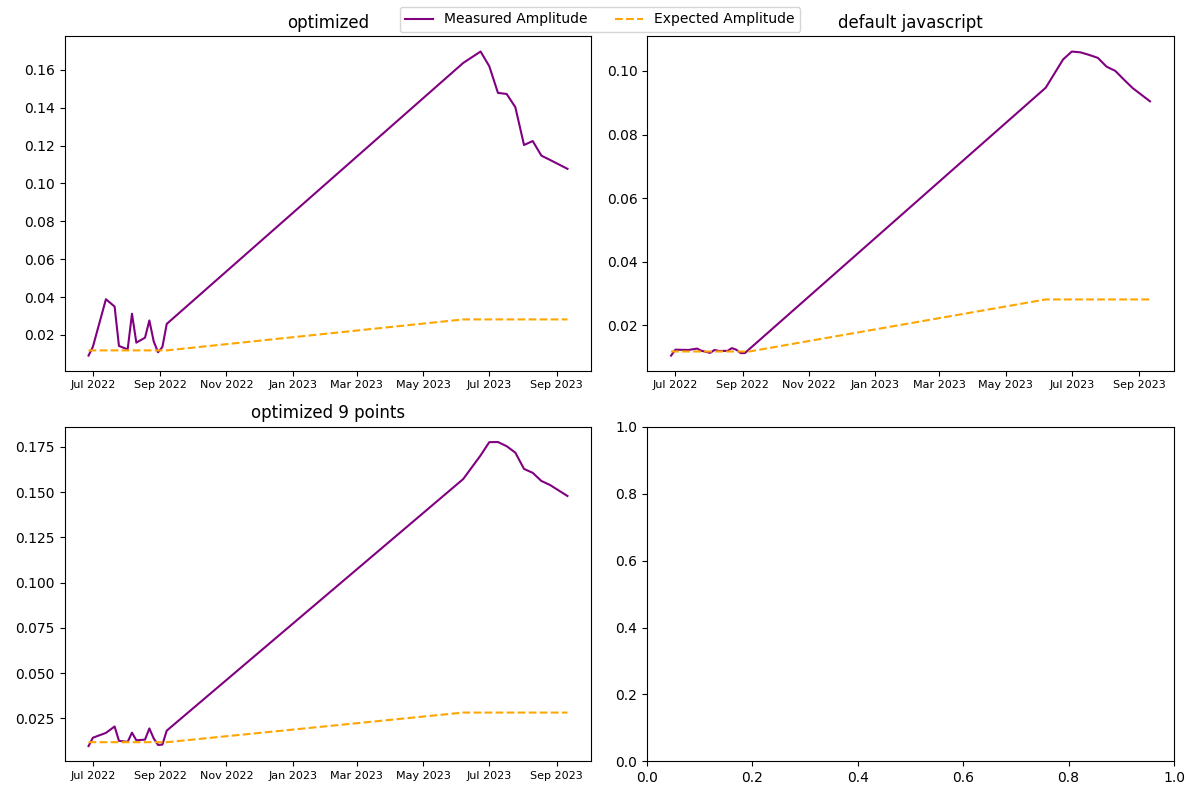 optimized
Measured Amplitude
Expected Amplitude
default javascript
0.16
0.14
0.12
0.10
0.08
0.06
0.04
0.02
Jul 2022 Sep 2022 Nov 2022 Jan 2023 Mar 2023 May 2023 Jul 2023 Sep 2023
0.10
0.08
0.06
0.04
0.02
Jul 2022 Sep 2022 Nov 2022 Jan 2023 Mar 2023 May 2023 Jul 2023 Sep 2023
optimized 9 points
0.175
0.150
0.125
0.100
0.075
0.050
0.025
Jul 2022 Sep 2022 Nov 2022 Jan 2023 Mar 2023 May 2023 Jul 2023 Sep 2023
1.0
0.8
0.6
0.4
0.2
0.0
0.0 0.2 0.4 0.6 0.8 1.0